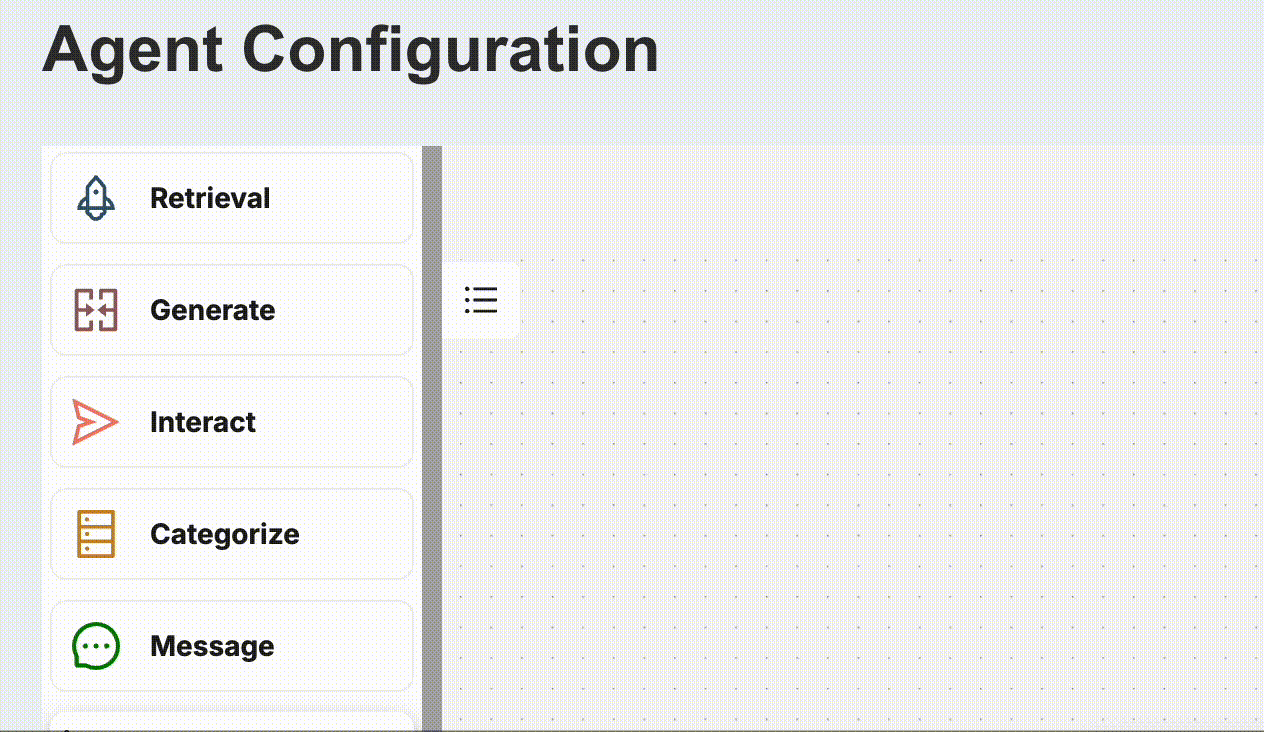 Agent Configuration
Retrieval
Generate
Interact
Categorize
Message